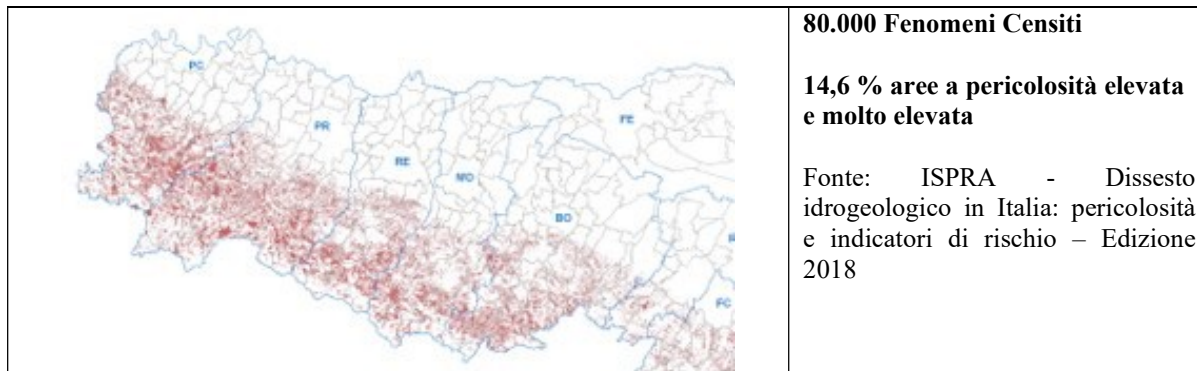 PC
PR
RE
MO
BO
FE
FC
80.000 Fenomeni Censiti
14,6 % aree a pericolosità elevata
e molto elevata
Fonte: ISPRA - Dissesto
idrogeologico in Italia: pericolosità
e indicatori di rischio – Edizione
2018